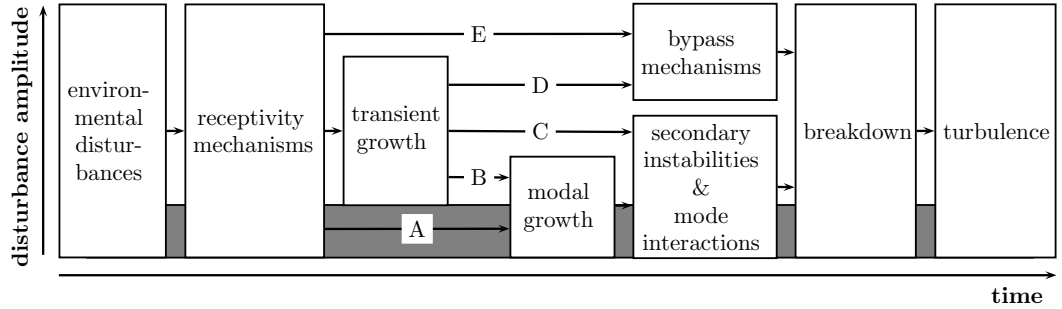 disturbance amplitude
environ-
mental
distur-
bances
receptivity
mechanisms
transient
growth
E
D
C
B
A
modal
growth
bypass
mechanisms
secondary
instabilities
&
mode
interactions
breakdown
turbulence
time